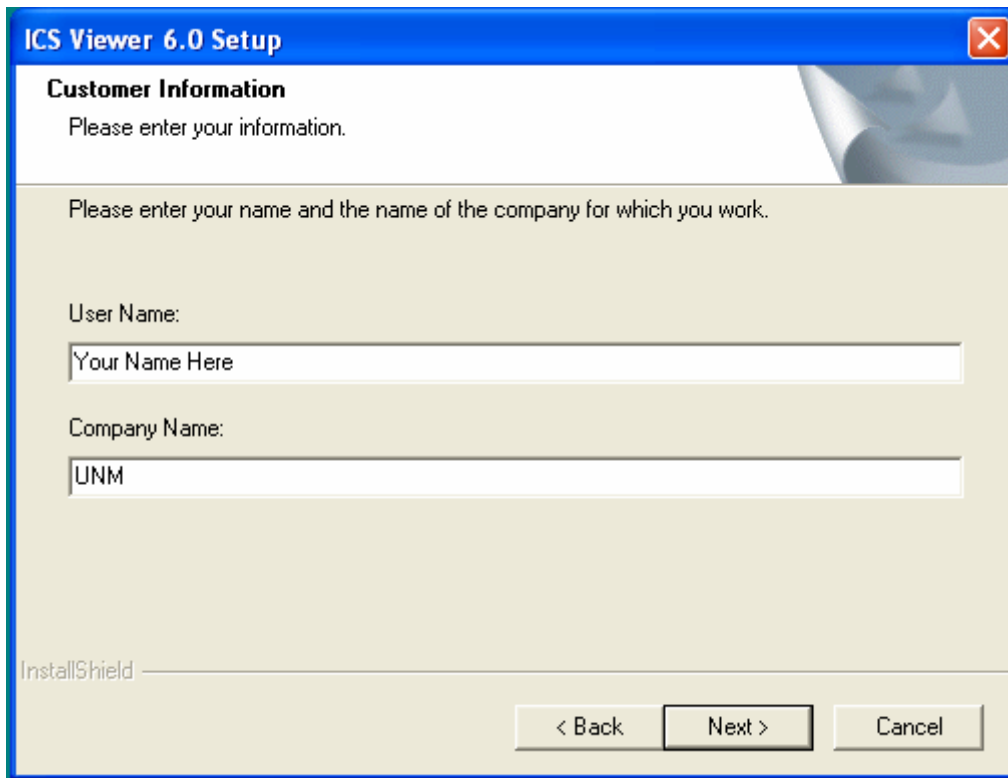 ICS Viewer 6.0 Setup
Customer Information
Please enter your information.
Please enter your name and the name of the company for which you work.
User Name:
Your Name Here
Company Name:
UNM
InstallShield
< Back Next > Cancel